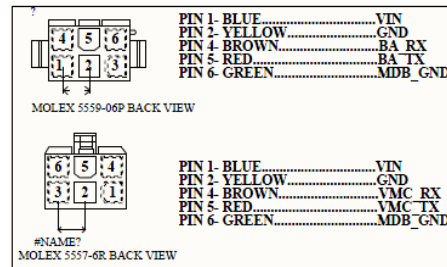 ?
4 5 6
1 2 3
MOLEX 5559-06P BACK VIEW
PIN 1- BLUE............................VIN
PIN 2- YELLOW......................GND
PIN 4- BROWN.......................BA_RX
PIN 5- RED.............................BA_TX
PIN 6- GREEN........................MDB_GND
6 5 4
3 2 1
#NAME?
MOLEX 5557-6R BACK VIEW
PIN 1- BLUE............................VIN
PIN 2- YELLOW......................GND
PIN 4- BROWN.......................VMC_RX
PIN 5- RED.............................VMC_TX
PIN 6- GREEN........................MDB_GND